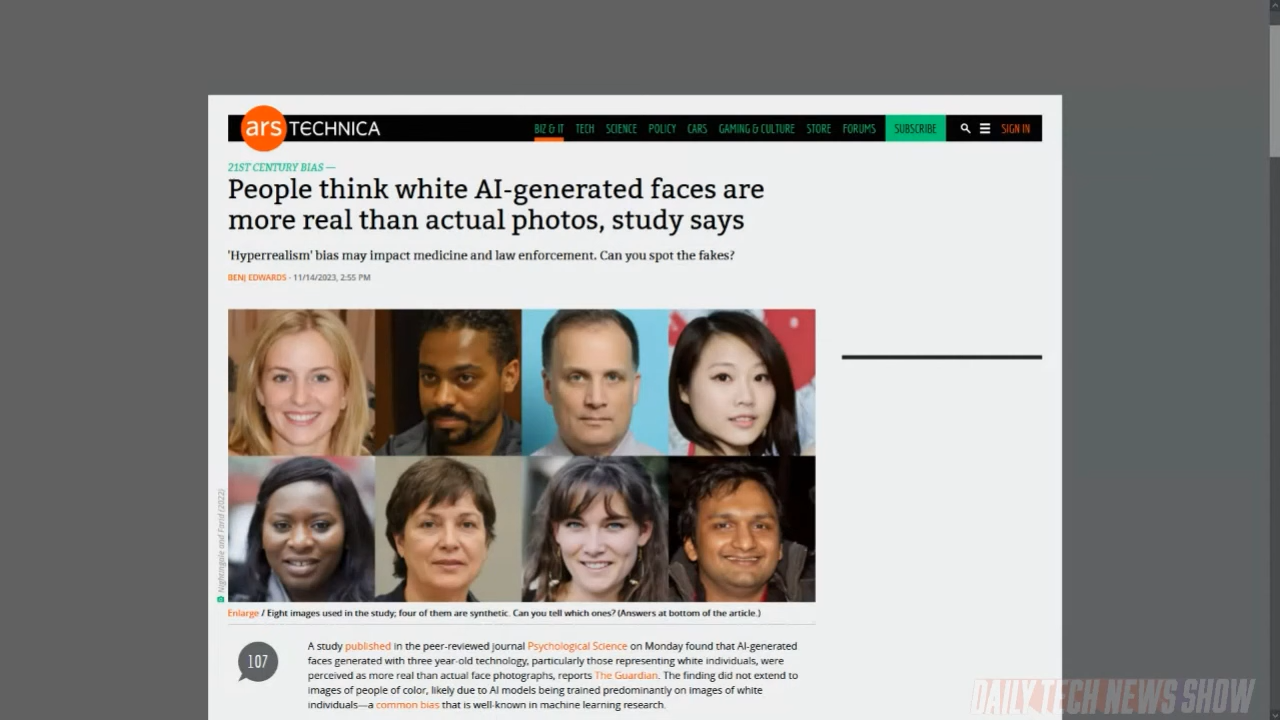 ars TECHNICA
BIZ & IT TECH SCIENCE POLICY CARS GAMING & CULTURE STORE FORUMS SUBSCRIBE SIGN IN
21ST CENTURY BIAS —
People think white AI-generated faces are
more real than actual photos, study says
'Hyperrealism' bias may impact medicine and law enforcement. Can you spot the fakes?
BENJ EDWARDS - 11/14/2023, 2:55 PM
Nightingale and Farid (2022)
Enlarge / Eight images used in the study; four of them are synthetic. Can you tell which ones? (Answers at bottom of the article.)
107
A study published in the peer-reviewed journal Psychological Science on Monday found that AI-generated
faces generated with three year-old technology, particularly those representing white individuals, were
perceived as more real than actual face photographs, reports The Guardian. The finding did not extend to
images of people of color, likely due to AI models being trained predominantly on images of white
individuals—a common bias that is well-known in machine learning research.
DAILY TECH NEWS SHOW